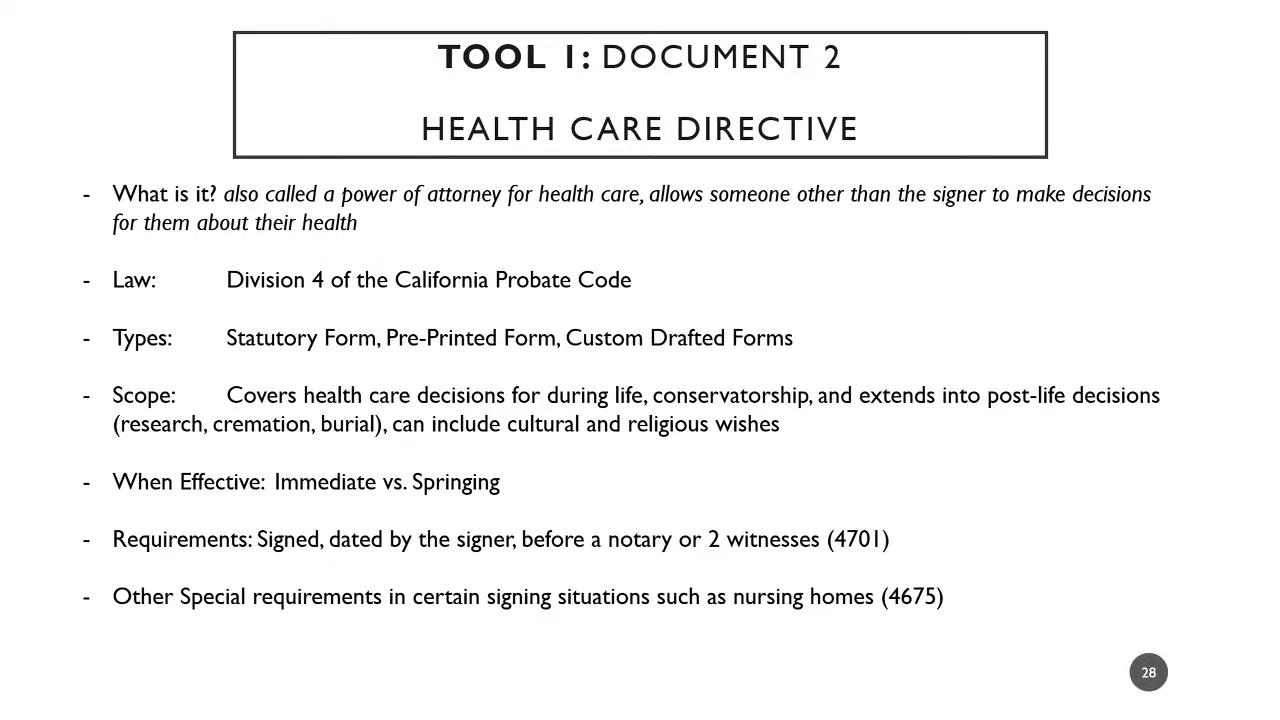 TOOL 1: DOCUMENT 2
HEALTH CARE DIRECTIVE
- What is it? also called a power of attorney for health care, allows someone other than the signer to make decisions
for them about their health
- Law: Division 4 of the California Probate Code
- Types: Statutory Form, Pre-Printed Form, Custom Drafted Forms
- Scope: Covers health care decisions for during life, conservatorship, and extends into post-life decisions
(research, cremation, burial), can include cultural and religious wishes
- When Effective: Immediate vs. Springing
- Requirements: Signed, dated by the signer, before a notary or 2 witnesses (4701)
- Other Special requirements in certain signing situations such as nursing homes (4675)
28